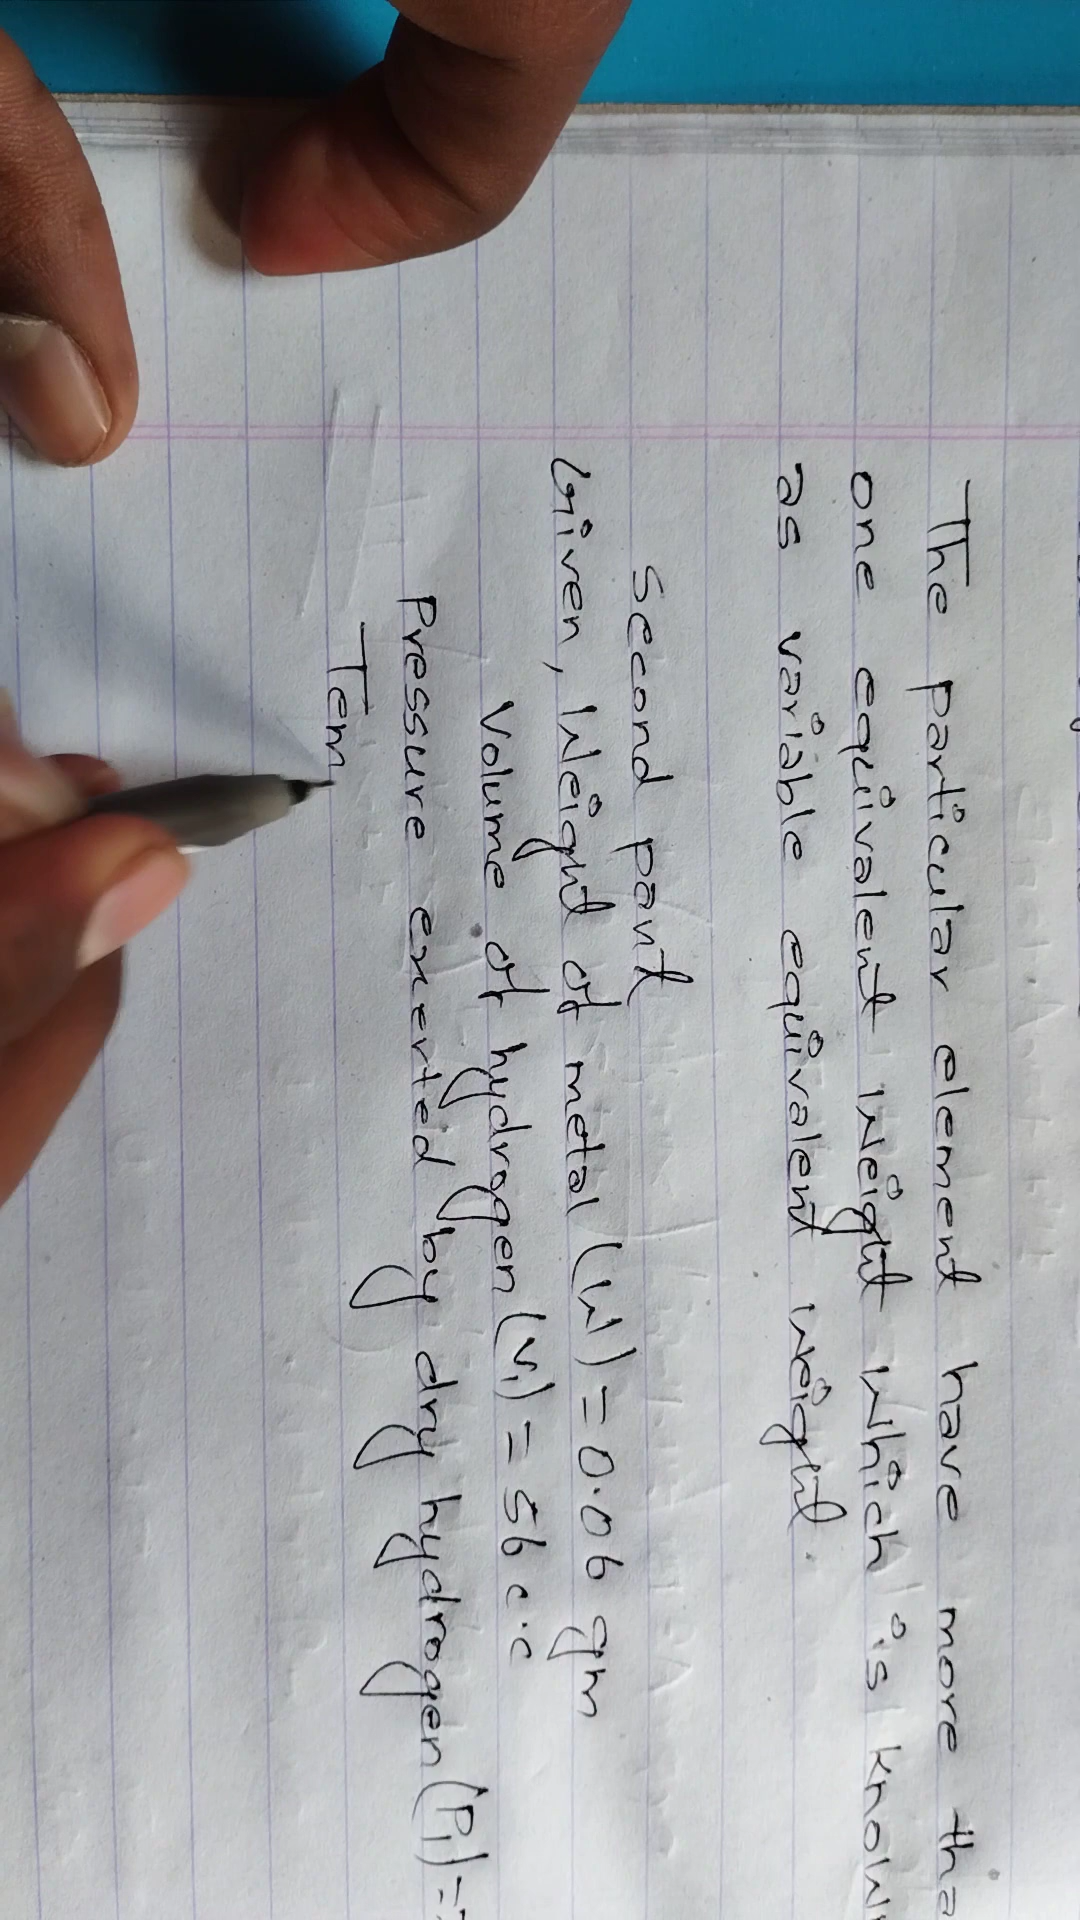 The particular element have more tha
one equivalent weight which is know
as variable equivalent weight.
Second part
Given, Weight of metal (W) = 0.06 gm
Volume of hydrogen (V₁) = 56 c.c
Pressure exerted by dry hydrogen (P₁) =
Tem